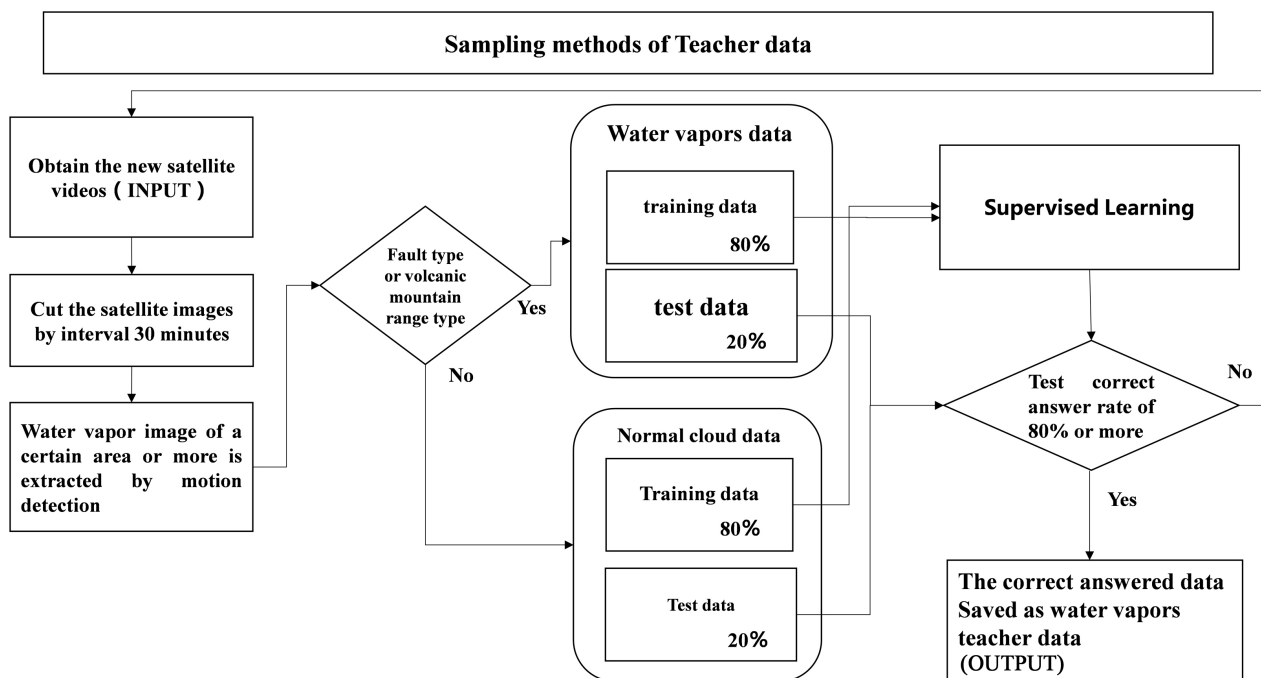 Sampling methods of Teacher data
Obtain the new satellite
videos ( INPUT )
Cut the satellite images
by interval 30 minutes
Water vapor image of a
certain area or more is
extracted by motion
detection
Fault type
or volcanic
mountain
range type
Yes
No
Water vapors data
training data
80%
test data
20%
Normal cloud data
Training data
80%
Test data
20%
Supervised Learning
Test correct
answer rate of
80% or more
No
Yes
The correct answered data
Saved as water vapors
teacher data
(OUTPUT)